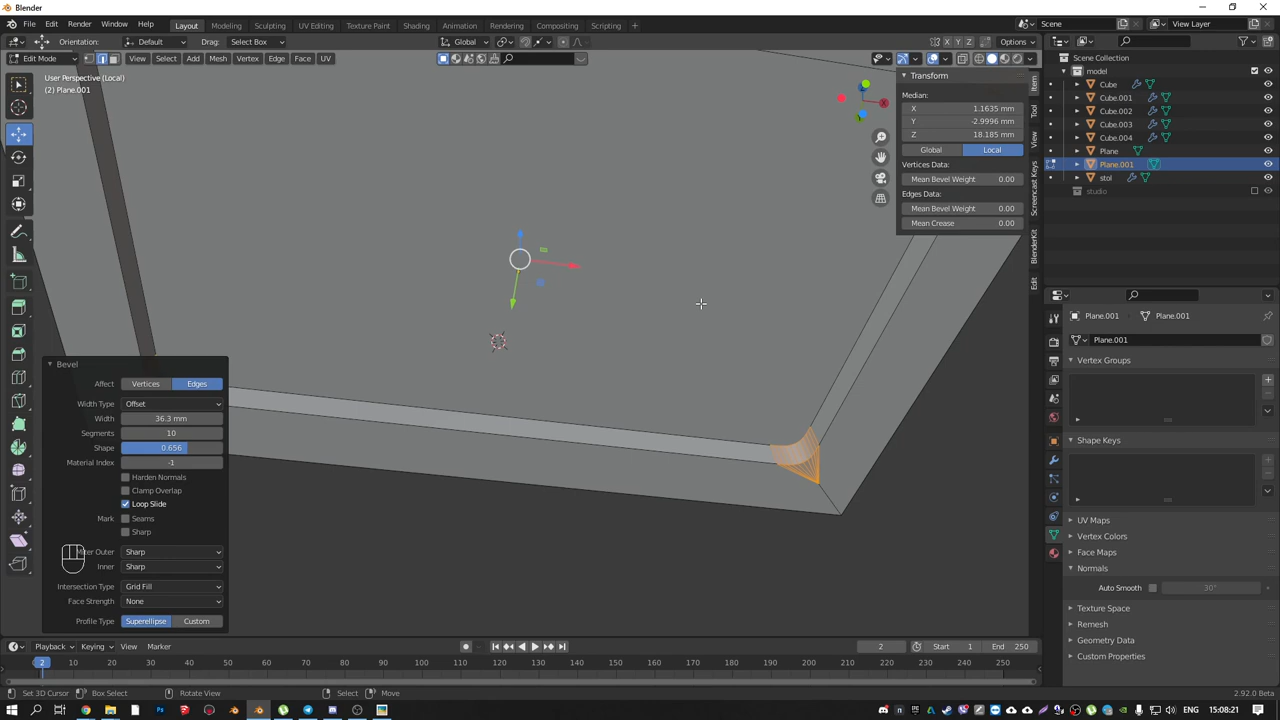 Blender
File Edit Render Window Help Layout Modeling Sculpting UV Editing Texture Paint Shading Animation Rendering Compositing Scripting + Scene View Layer
Orientation: Default Drag: Select Box Global X Y Z Options
Edit Mode View Select Add Mesh Vertex Edge Face UV
User Perspective (Local)
(2) Plane.001
Transform
Median:
X 1.1635 mm
Y -2.9996 mm
Z 18.185 mm
Global Local
Vertices Data:
Mean Bevel Weight 0.00
Edges Data:
Mean Bevel Weight 0.00
Mean Crease 0.00
Item
Tool
View
Screencast Keys
BlenderKit
Edit
Scene Collection
model
Cube
Cube.001
Cube.002
Cube.003
Cube.004
Plane
Plane.001
stol
studio
Plane.001 Plane.001
Plane.001
Vertex Groups
Shape Keys
UV Maps
Vertex Colors
Face Maps
Normals
Auto Smooth 30°
Texture Space
Remesh
Geometry Data
Custom Properties
Bevel
Affect Vertices Edges
Width Type Offset
Width 36.3 mm
Segments 10
Shape 0.656
Material Index -1
Harden Normals
Clamp Overlap
Loop Slide
Mark Seams
Sharp
Outer Sharp
Inner Sharp
Intersection Type Grid Fill
Face Strength None
Profile Type Superellipse Custom
Playback Keying View Marker 2 Start 1 End 250
2 10 20 30 40 50 60 70 80 90 100 110 120 130 140 150 160 170 180 190 200 210 220 230 240 250
Set 3D Cursor Box Select Rotate View Select Move 2.92.0 Beta
ENG 15:08:21